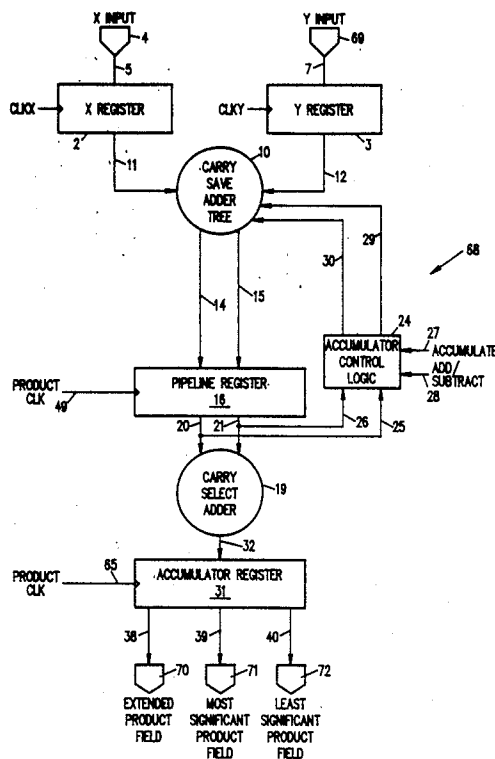 X INPUT
4
5
Y INPUT
69
7
CLKX
X REGISTER
2
CLKY
Y REGISTER
3
11
10
12
CARRY
SAVE
ADDER
TREE
14
15
30
29
68
24
ACCUMULATOR
CONTROL
LOGIC
27
ACCUMULATE
ADD/
SUBTRACT
28
PRODUCT
CLK
49
PIPELINE REGISTER
16
20
21
26
25
CARRY
SELECT
ADDER
19
32
PRODUCT
CLK
65
ACCUMULATOR REGISTER
31
38
39
40
70
71
72
EXTENDED
PRODUCT
FIELD
MOST
SIGNIFICANT
PRODUCT
FIELD
LEAST
SIGNIFICANT
PRODUCT
FIELD